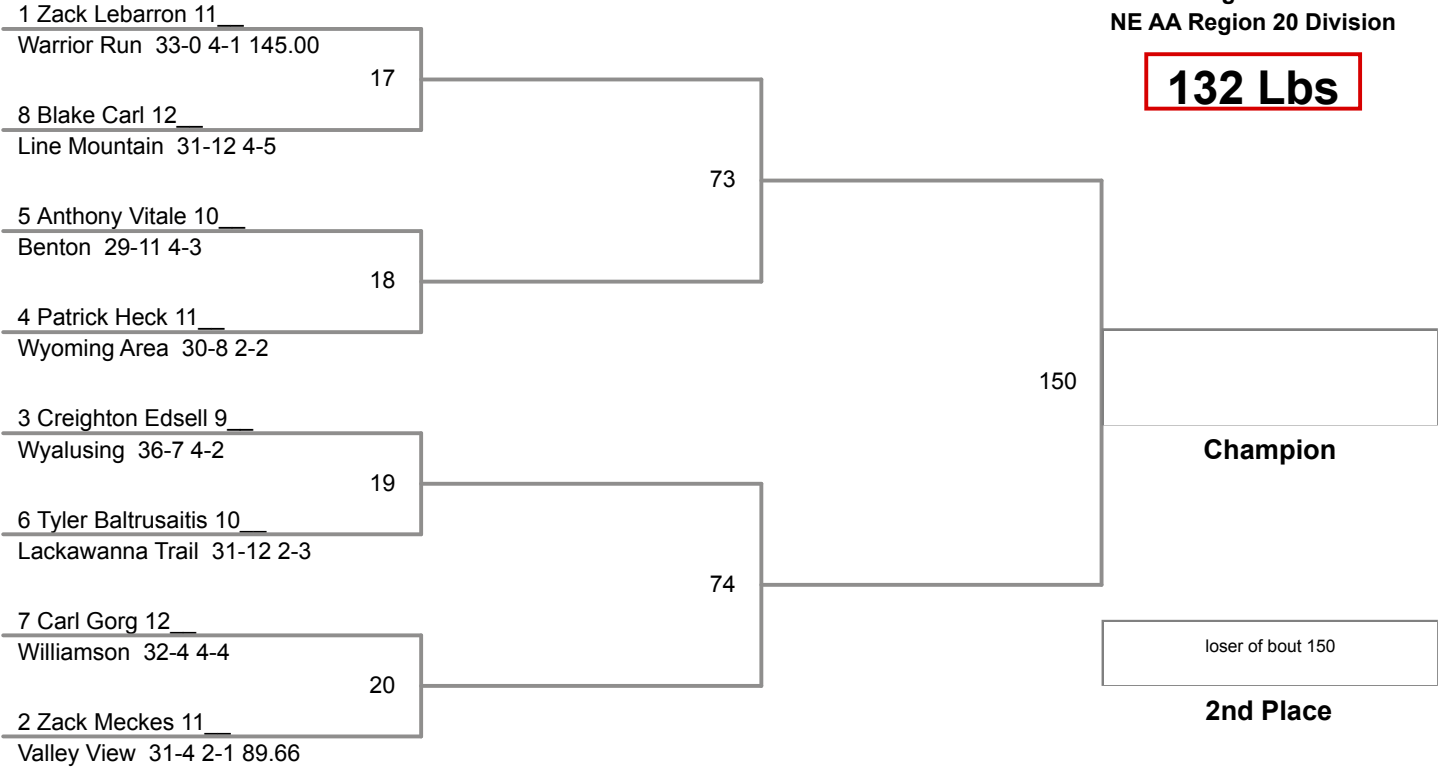 NE AA Region 20 Division
132 Lbs
1 Zack Lebarron 11__
Warrior Run 33-0 4-1 145.00
17
8 Blake Carl 12__
Line Mountain 31-12 4-5
73
5 Anthony Vitale 10__
Benton 29-11 4-3
18
4 Patrick Heck 11__
Wyoming Area 30-8 2-2
150
3 Creighton Edsell 9__
Wyalusing 36-7 4-2
Champion
19
6 Tyler Baltrusaitis 10__
Lackawanna Trail 31-12 2-3
74
7 Carl Gorg 12__
Williamson 32-4 4-4
loser of bout 150
20
2nd Place
2 Zack Meckes 11__
Valley View 31-4 2-1 89.66